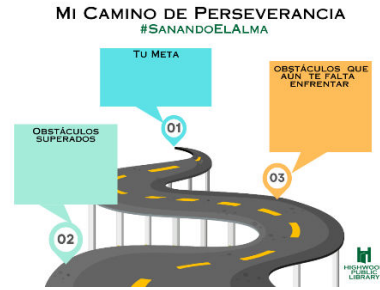 MI CAMINO DE PERSEVERANCIA
#SANANDOELALMA
TU META
01
OBSTÁCULOS QUE
AÚN TE FALTA
ENFRENTAR
03
OBSTÁCULOS
SUPERADOS
02
HIGHWOOD
PUBLIC
LIBRARY